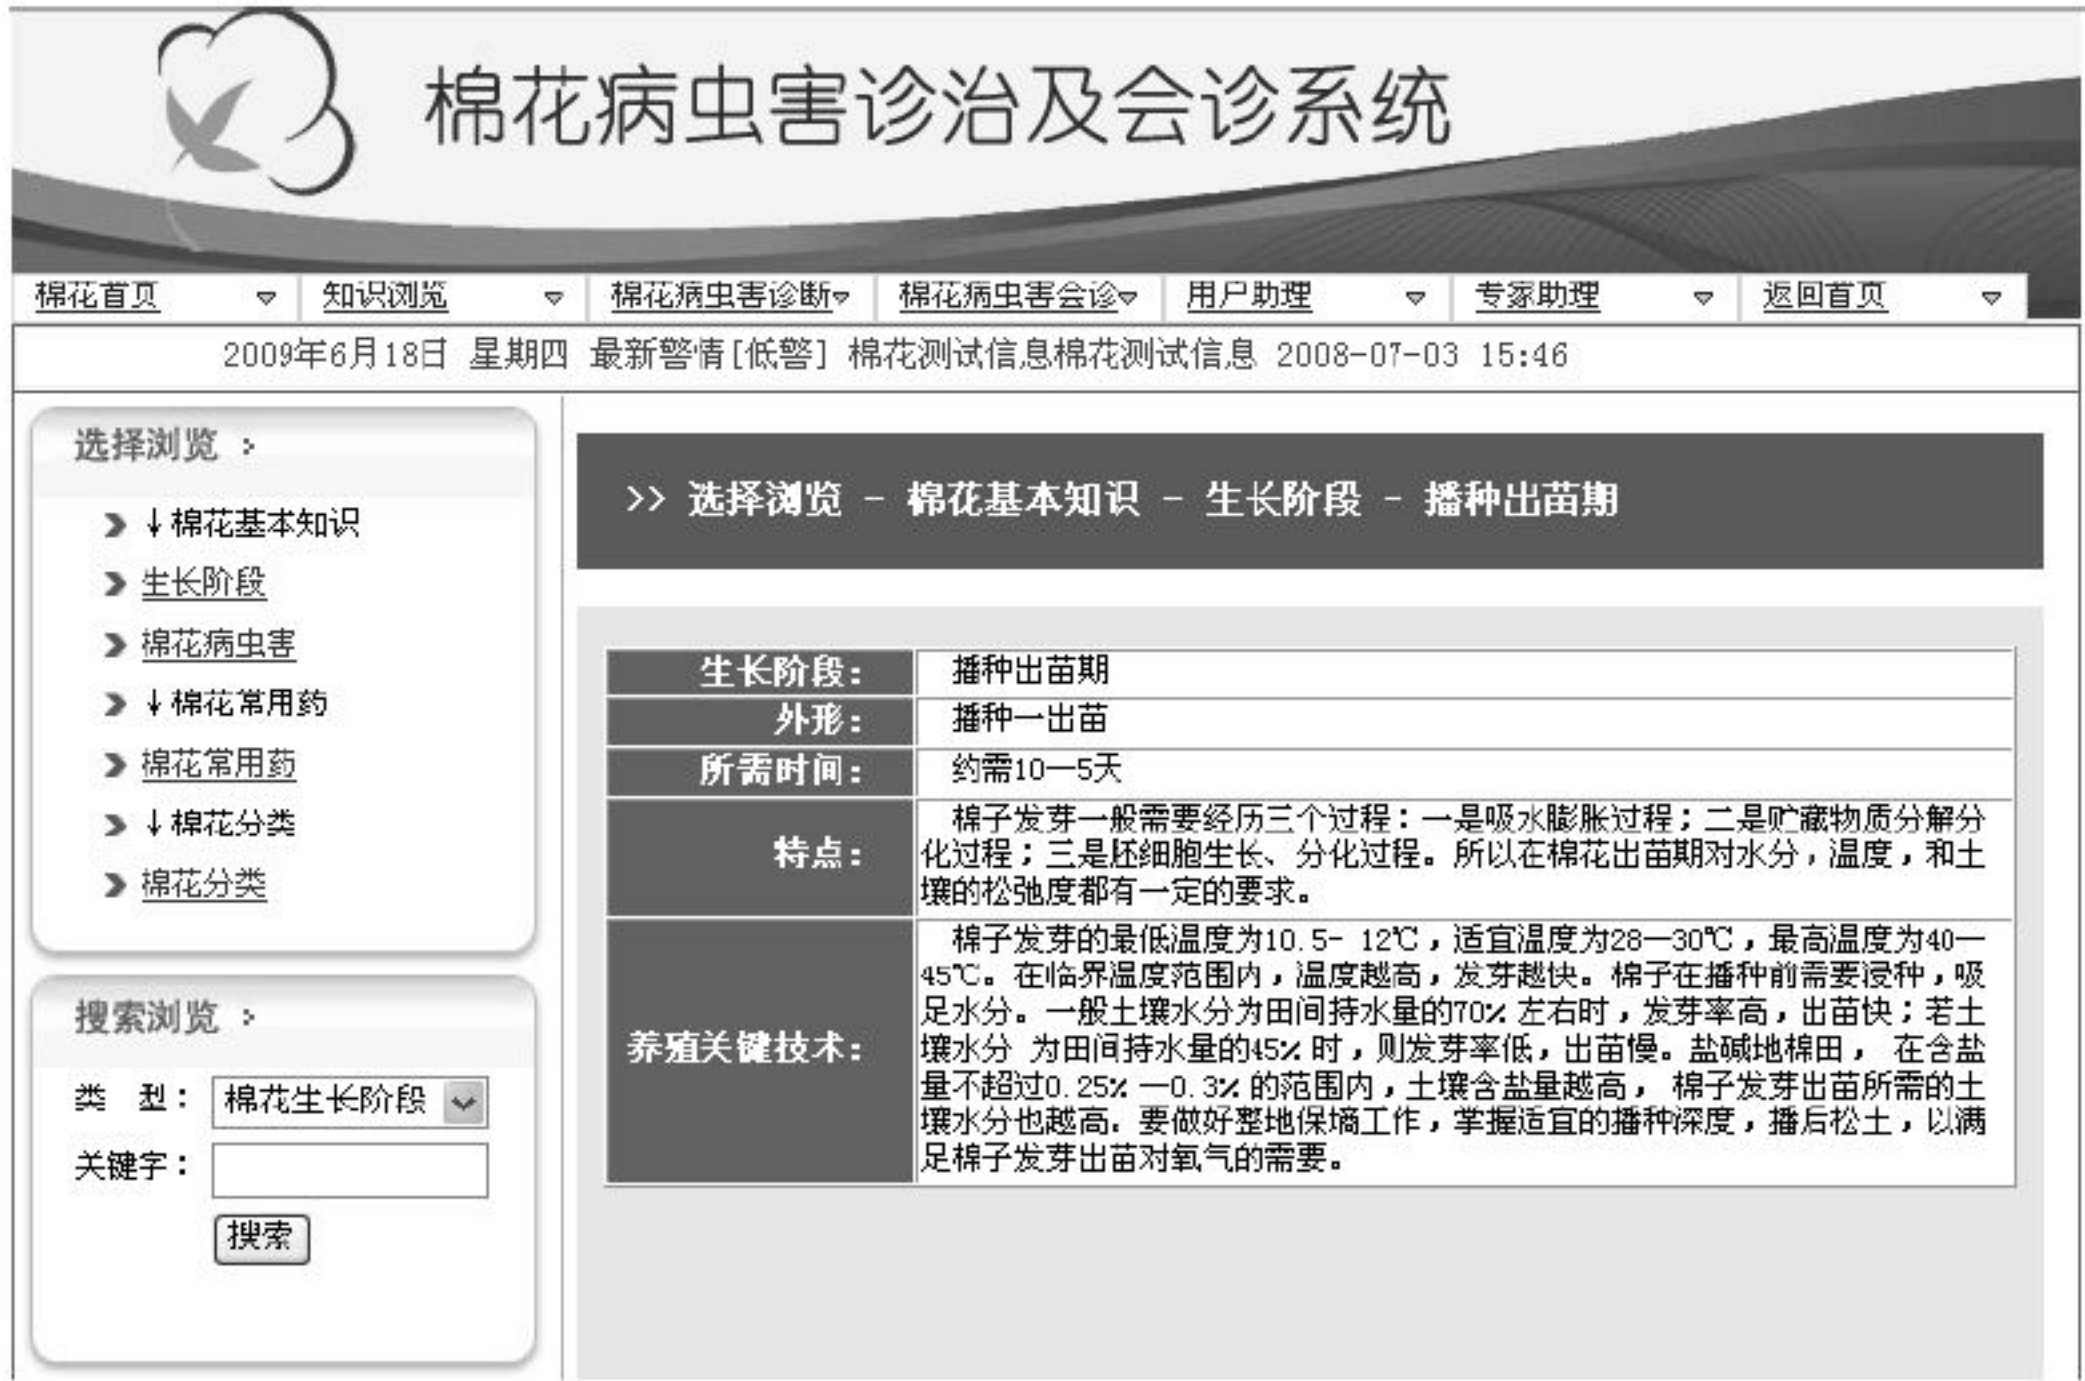 棉花病虫害诊治及会诊系统
棉花首页 知识浏览 棉花病虫害诊断 棉花病虫害会诊 用户助理 专家助理 返回首页
2009年6月18日 星期四 最新警情[低警] 棉花测试信息棉花测试信息 2008-07-03 15:46
选择浏览
↓棉花基本知识
生长阶段
棉花病虫害
↓棉花常用药
棉花常用药
↓棉花分类
棉花分类
搜索浏览
类 型：棉花生长阶段
关键字：
搜索
>> 选择浏览 - 棉花基本知识 - 生长阶段 - 播种出苗期
生长阶段： 播种出苗期
外形： 播种—出苗
所需时间： 约需10—5天
特点：
棉子发芽一般需要经历三个过程：一是吸水膨胀过程；二是贮藏物质分解分
化过程；三是胚细胞生长、分化过程。所以在棉花出苗期对水分，温度，和土
壤的松弛度都有一定的要求。
养殖关键技术：
棉子发芽的最低温度为10.5- 12℃，适宜温度为28—30℃，最高温度为40—
45℃。在临界温度范围内，温度越高，发芽越快。棉子在播种前需要浸种，吸
足水分。一般土壤水分为田间持水量的70% 左右时，发芽率高，出苗快；若土
壤水分 为田间持水量的45% 时，则发芽率低，出苗慢。盐碱地棉田， 在含盐
量不超过0.25% —0.3% 的范围内，土壤含盐量越高， 棉子发芽出苗所需的土
壤水分也越高. 要做好整地保墒工作，掌握适宜的播种深度，播后松土，以满
足棉子发芽出苗对氧气的需要。